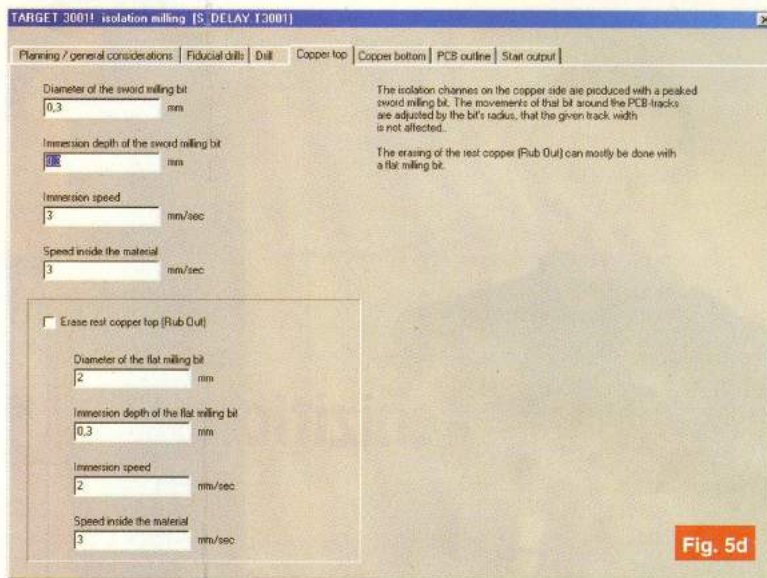 TARGET 3001! isolation milling (S_DELAY.T3001)
Planning / general considerations Fiducial drills Drill Copper top Copper bottom PCB outline Start output
Diameter of the sword milling bit
0,3 mm
Immersion depth of the sword milling bit
0,3 mm
Immersion speed
3 mm/sec
Speed inside the material
3 mm/sec
The isolation channes on the copper side are produced with a peaked
sword milling bit. The movements of that bit around the PCB-tracks
are adjusted by the bit's radius, that the given track width
is not affected..
The erasing of the rest copper (Rub Out) can mostly be done with
a flat milling bit.
Erase rest copper top (Rub Out)
Diameter of the flat milling bit
2 mm
Immersion depth of the flat milling bit
0,3 mm
Immersion speed
2 mm/sec
Speed inside the material
3 mm/sec
Fig. 5d